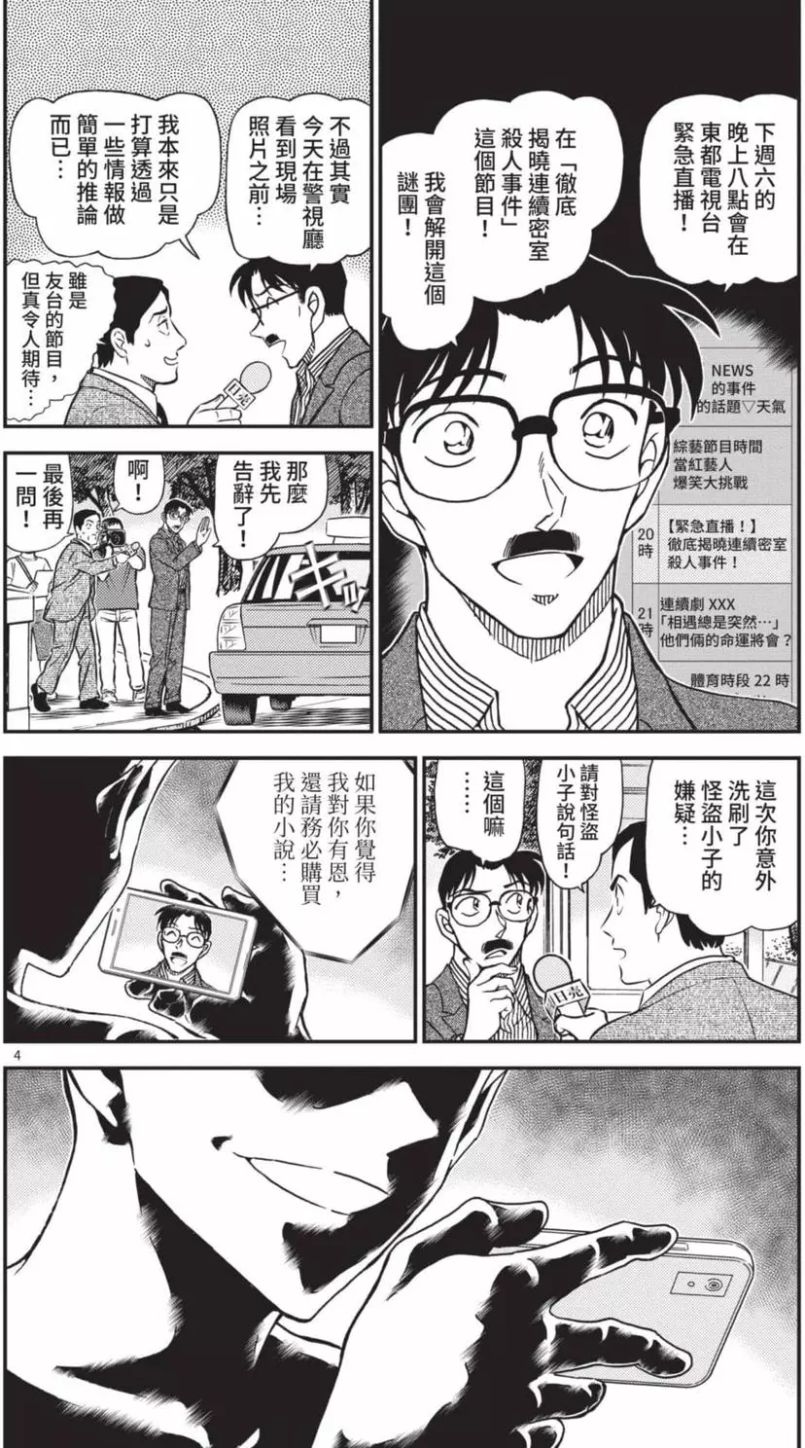 下週六的
晚上八點會在
東都電視台
緊急直播！
在「徹底
揭曉連續密室
殺人事件」
這個節目！
我會解開這個
謎團！
NEWS
的事件
的話題▽天氣
綜藝節目時間
當紅藝人
爆笑大挑戰
20時
【緊急直播！】
徹底揭曉連續密室
殺人事件！
21時
連續劇 XXX
「相遇總是突然…」
他們倆的命運將會？
體育時段 22 時
不過其實
今天在警視廳
看到現場
照片之前…
我本來只是
打算透過
一些情報做
簡單的推論
而已…
雖是
友台的節目，
但真令人期待…
日売
那麼
我先
告辭了！
啊！
最後再
一問！
キッ
這次你意外
洗刷了
怪盜小子的
嫌疑…
請對怪盜
小子說句話！
這個嘛
……
日売
如果你覺得
我對你有恩，
還請務必購買
我的小說…
4